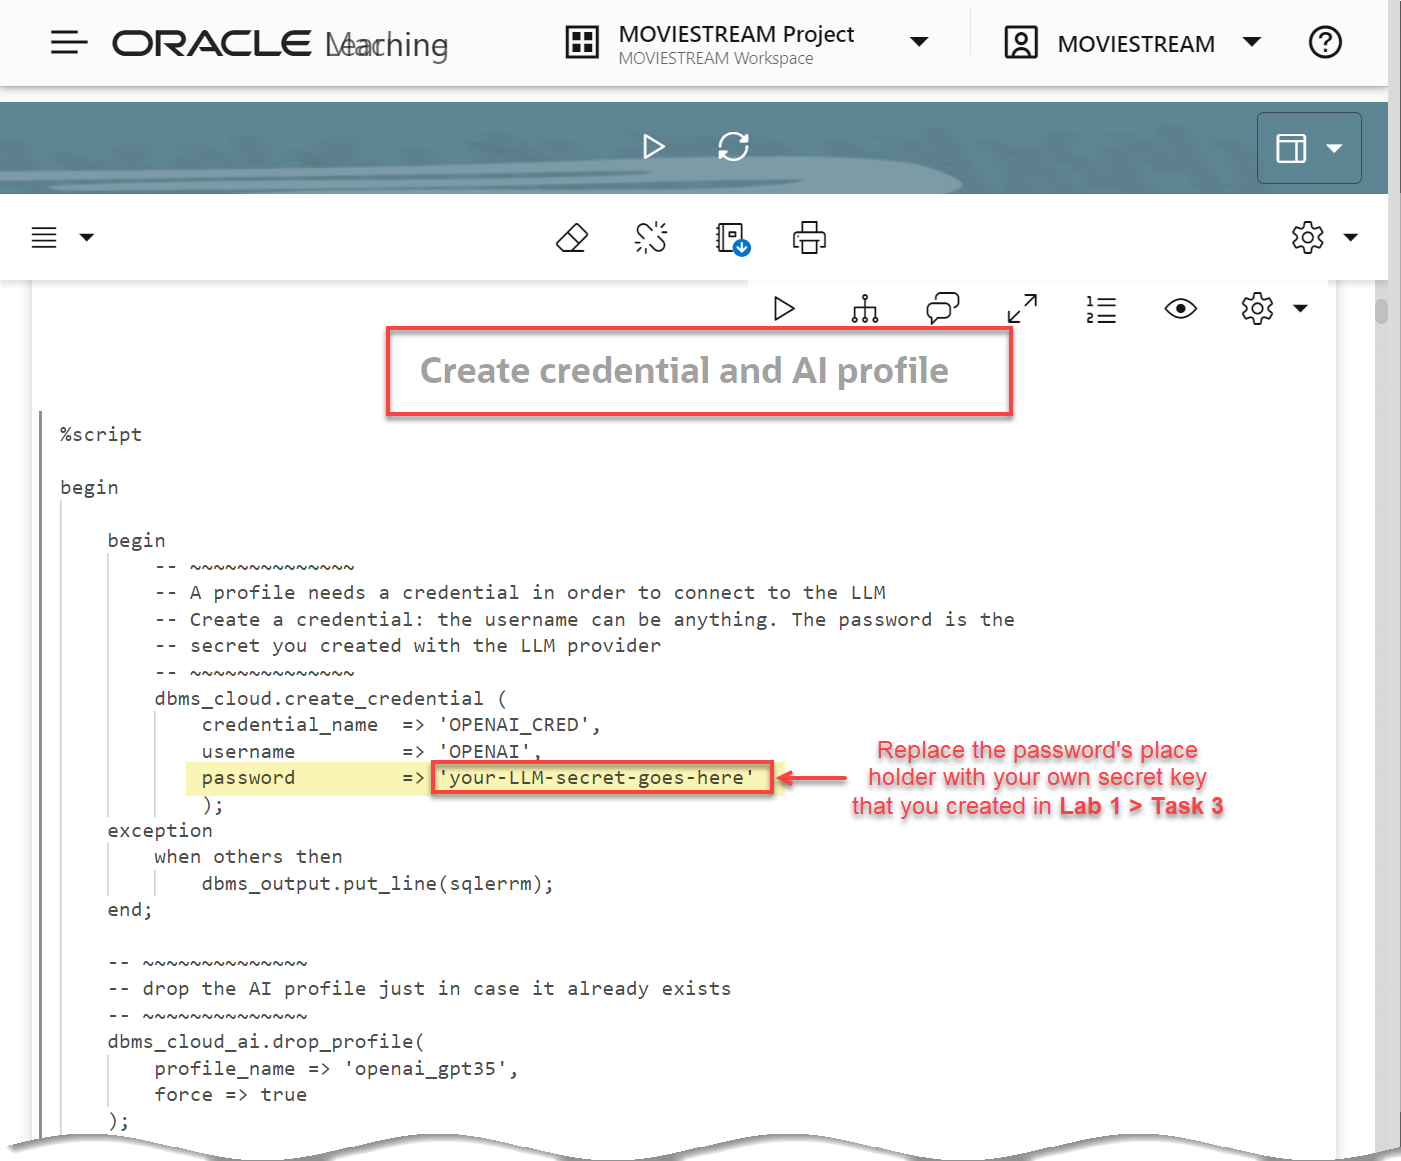 ORACLE
MOVIESTREAM Project
MOVIESTREAM Workspace
MOVIESTREAM
Create credential and AI profile
%script
begin
begin
-- ~~~~~~~~~~~~~~
-- A profile needs a credential in order to connect to the LLM
-- Create a credential: the username can be anything. The password is the
-- secret you created with the LLM provider
-- ~~~~~~~~~~~~~~
dbms_cloud.create_credential (
credential_name => 'OPENAI_CRED',
username => 'OPENAI',
password => 'your-LLM-secret-goes-here'
);
Replace the password's place
holder with your own secret key
that you created in Lab 1 > Task 3
exception
when others then
dbms_output.put_line(sqlerrm);
end;
-- ~~~~~~~~~~~~~~
-- drop the AI profile just in case it already exists
-- ~~~~~~~~~~~~~~
dbms_cloud_ai.drop_profile(
profile_name => 'openai_gpt35',
force => true
);